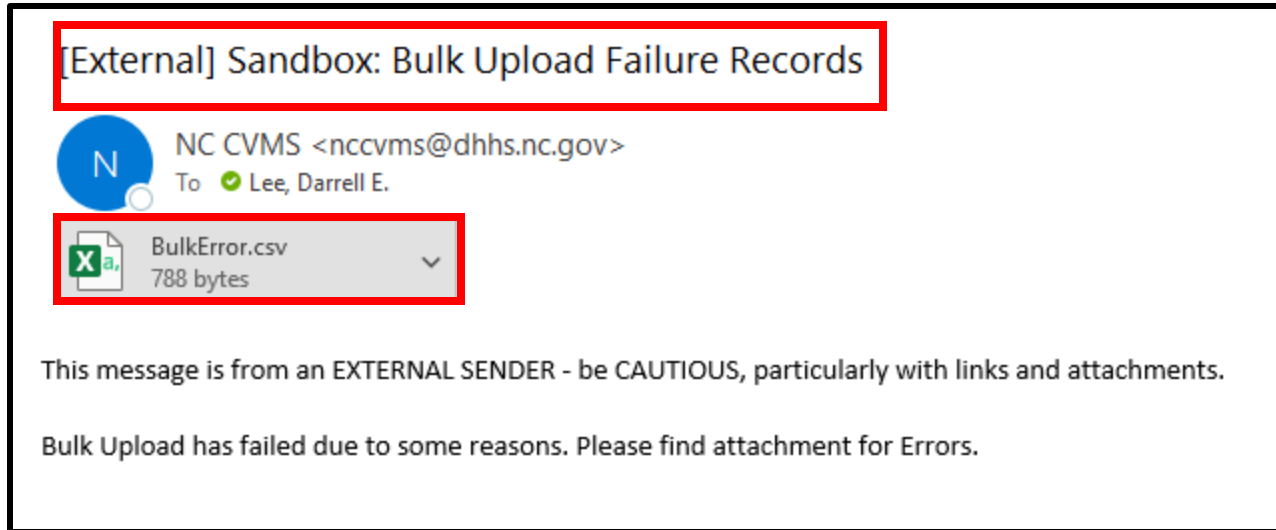 [External] Sandbox: Bulk Upload Failure Records
N
NC CVMS <nccvms@dhhs.nc.gov>
To Lee, Darrell E.
X a,
BulkError.csv
788 bytes
This message is from an EXTERNAL SENDER - be CAUTIOUS, particularly with links and attachments.
Bulk Upload has failed due to some reasons. Please find attachment for Errors.